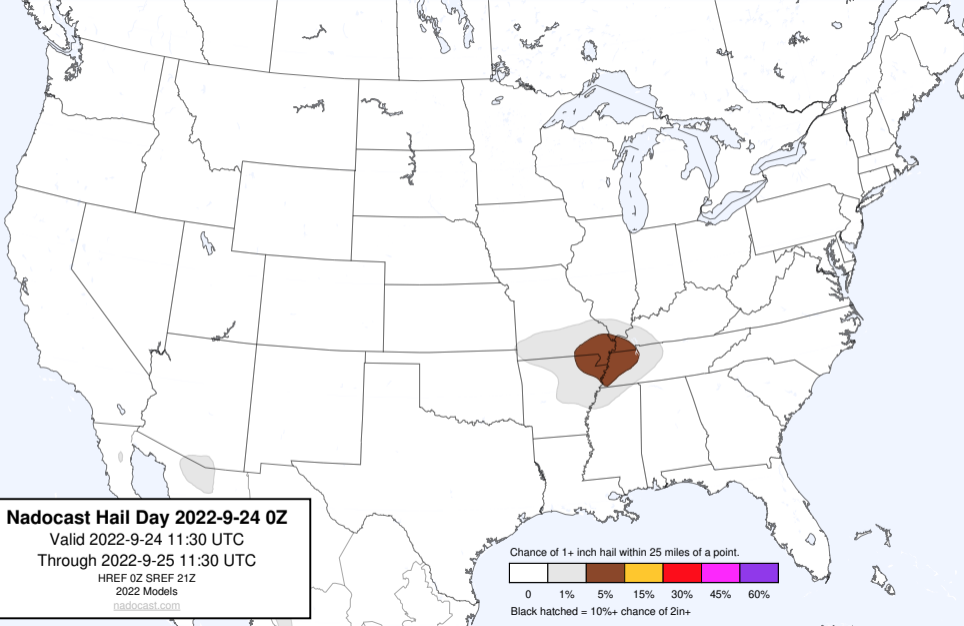 Nadocast Hail Day 2022-9-24 0Z
Valid 2022-9-24 11:30 UTC
Through 2022-9-25 11:30 UTC
HREF 0Z SREF 21Z
2022 Models
nadocast.com
Chance of 1+ inch hail within 25 miles of a point.
0 1% 5% 15% 30% 45% 60%
Black hatched = 10%+ chance of 2in+